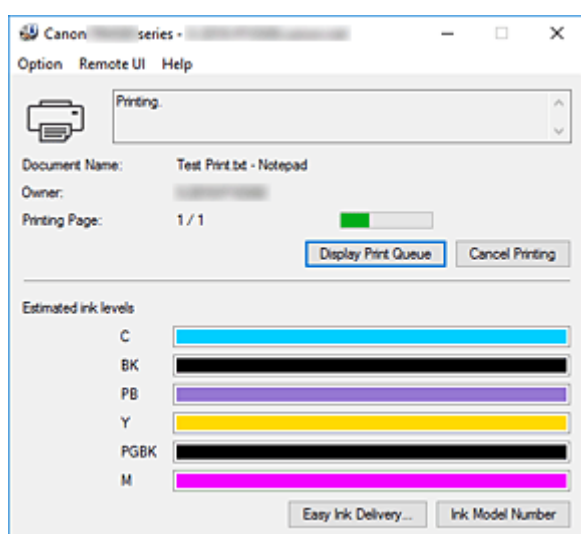 Canon series -
Option Remote UI Help
Printing.
Document Name: Test Print.txt - Notepad
Owner:
Printing Page: 1 / 1
Display Print Queue Cancel Printing
Estimated ink levels
C
BK
PB
Y
PGBK
M
Easy Ink Delivery... Ink Model Number